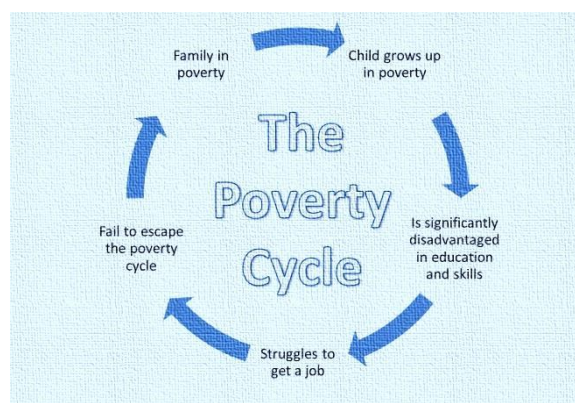 Family in
poverty
Child grows up
in poverty
The
Poverty
Cycle
Is significantly
disadvantaged
in education
and skills
Struggles to
get a job
Fail to escape
the poverty
cycle